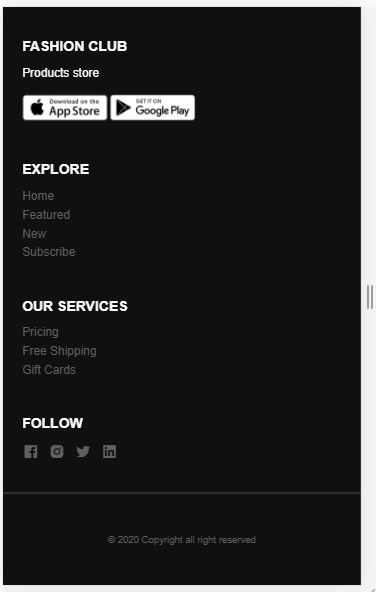 FASHION CLUB
Products store
Download on the
App Store
GET IT ON
Google Play
EXPLORE
Home
Featured
New
Subscribe
OUR SERVICES
Pricing
Free Shipping
Gift Cards
FOLLOW
© 2020 Copyright all right reserved